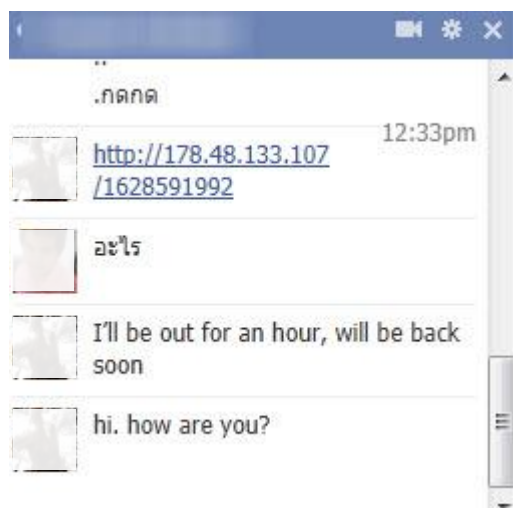 .กดกด
12:33pm
http://178.48.133.107
/1628591992
อะไร
I'll be out for an hour, will be back
soon
hi. how are you?